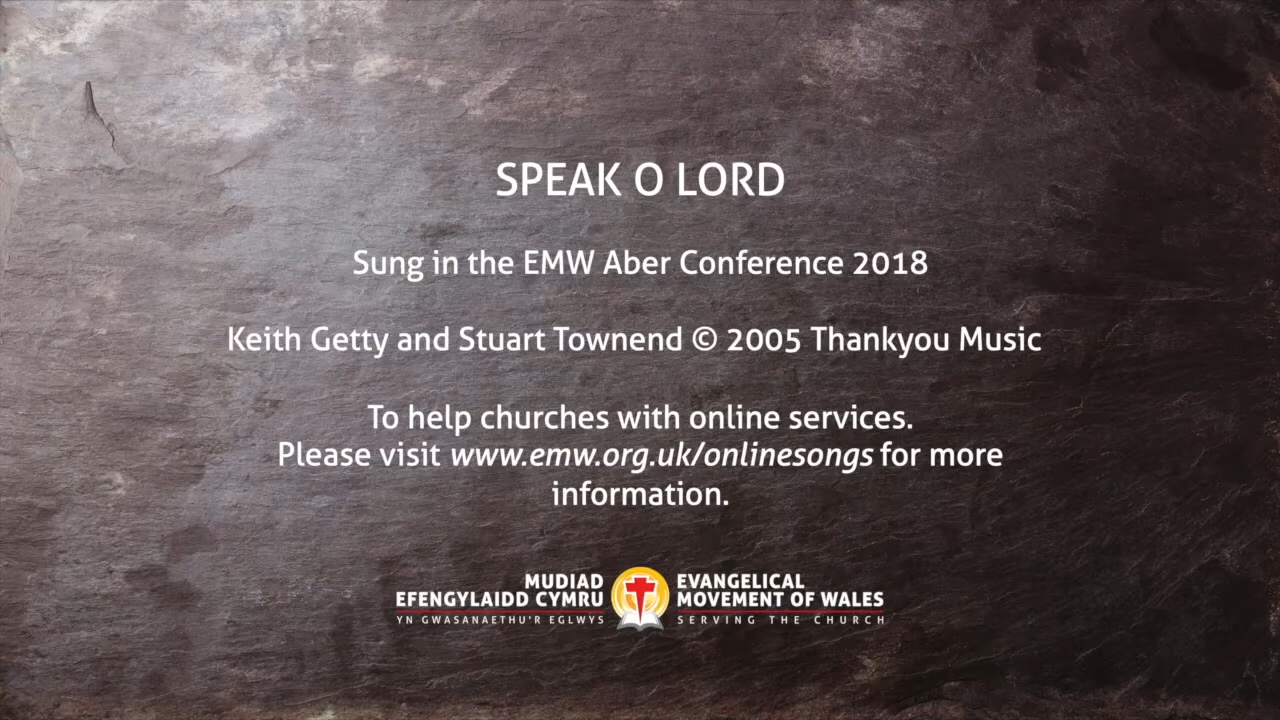 SPEAK O LORD
Sung in the EMW Aber Conference 2018
Keith Getty and Stuart Townend © 2005 Thankyou Music
To help churches with online services.
Please visit www.emw.org.uk/onlinesongs for more
information.
MUDIAD
EFENGYLAIDD CYMRU
YN GWASANAETHU'R EGLWYS
EVANGELICAL
MOVEMENT OF WALES
SERVING THE CHURCH